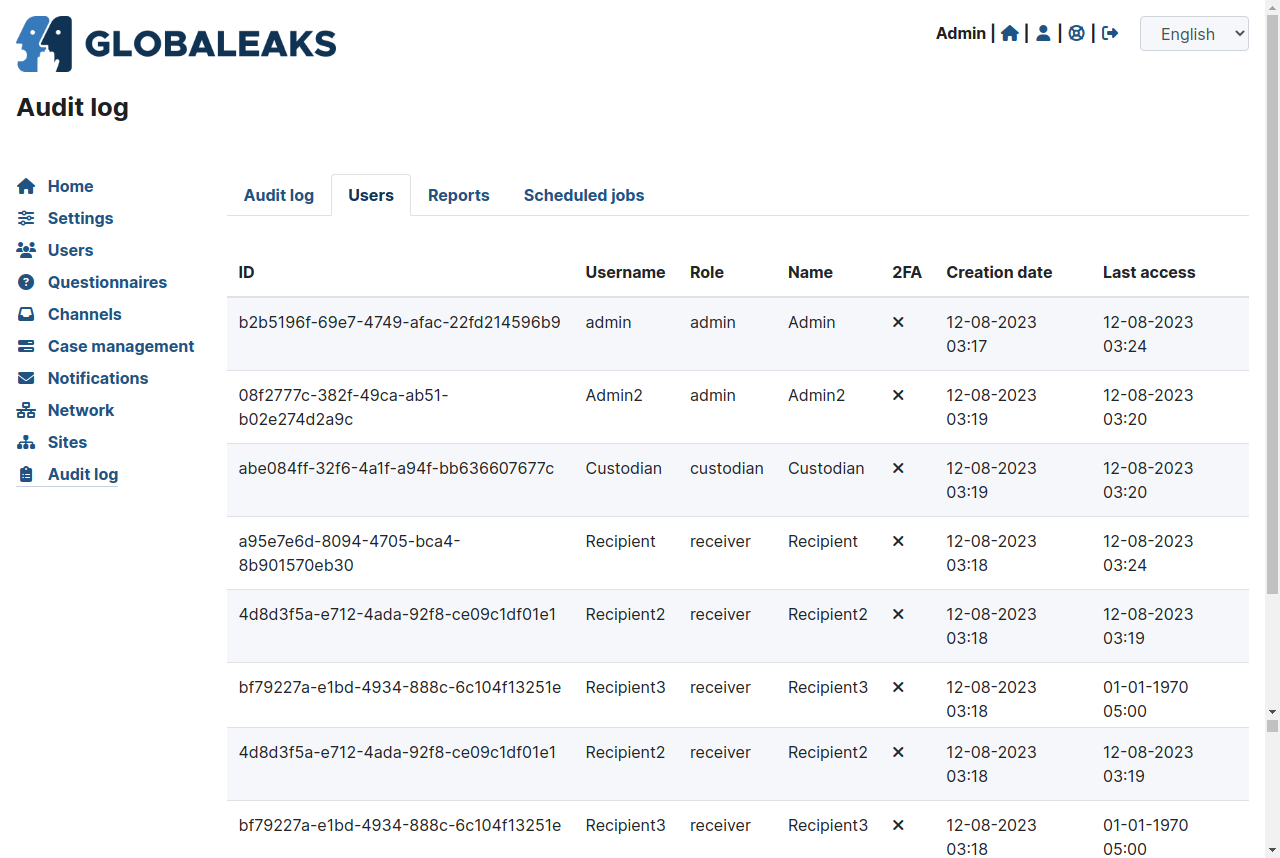 GLOBALEAKS
Admin | | | |
English
Audit log
Home
Settings
Users
Questionnaires
Channels
Case management
Notifications
Network
Sites
Audit log
Audit log Users Reports Scheduled jobs
ID Username Role Name 2FA Creation date Last access
b2b5196f-69e7-4749-afac-22fd214596b9 admin admin Admin 12-08-2023 12-08-2023
03:17 03:24
08f2777c-382f-49ca-ab51- Admin2 admin Admin2 12-08-2023 12-08-2023
b02e274d2a9c 03:19 03:20
abe084ff-32f6-4a1f-a94f-bb636607677c Custodian custodian Custodian 12-08-2023 12-08-2023
03:19 03:20
a95e7e6d-8094-4705-bca4- Recipient receiver Recipient 12-08-2023 12-08-2023
8b901570eb30 03:18 03:24
4d8d3f5a-e712-4ada-92f8-ce09c1df01e1 Recipient2 receiver Recipient2 12-08-2023 12-08-2023
03:18 03:19
bf79227a-e1bd-4934-888c-6c104f13251e Recipient3 receiver Recipient3 12-08-2023 01-01-1970
03:18 05:00
4d8d3f5a-e712-4ada-92f8-ce09c1df01e1 Recipient2 receiver Recipient2 12-08-2023 12-08-2023
03:18 03:19
bf79227a-e1bd-4934-888c-6c104f13251e Recipient3 receiver Recipient3 12-08-2023 01-01-1970
03:18 05:00